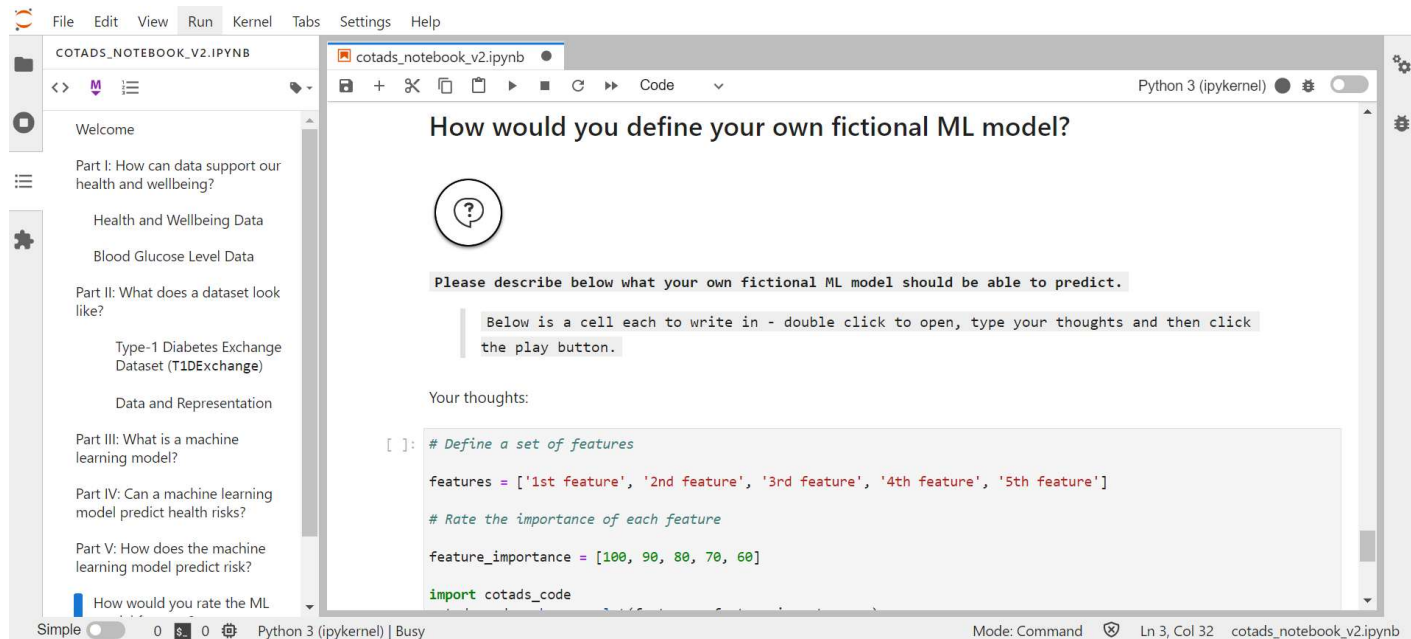 File Edit View Run Kernel Tabs Settings Help
COTADS_NOTEBOOK_V2.IPYNB
cotads_notebook_v2.ipynb
Code
Python 3 (ipykernel)
Welcome
Part I: How can data support our
health and wellbeing?
Health and Wellbeing Data
Blood Glucose Level Data
Part II: What does a dataset look
like?
Type-1 Diabetes Exchange
Dataset (T1DExchange)
Data and Representation
Part III: What is a machine
learning model?
Part IV: Can a machine learning
model predict health risks?
Part V: How does the machine
learning model predict risk?
How would you rate the ML
How would you define your own fictional ML model?
Please describe below what your own fictional ML model should be able to predict.
Below is a cell each to write in - double click to open, type your thoughts and then click
the play button.
Your thoughts:
[ ]: # Define a set of features
features = ['1st feature', '2nd feature', '3rd feature', '4th feature', '5th feature']
# Rate the importance of each feature
feature_importance = [100, 90, 80, 70, 60]
import cotads_code
Simple 0 0 Python 3 (ipykernel) | Busy
Mode: Command Ln 3, Col 32 cotads_notebook_v2.ipynb